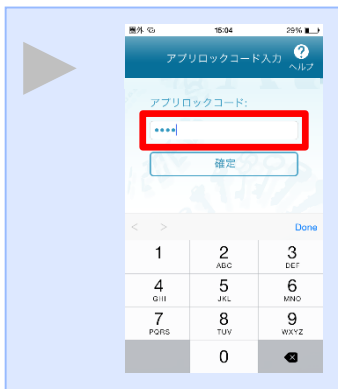 圏外 15:04 29%
アプリロックコード入力 ?
ヘルプ
アプリロックコード:
••••
確定
< > Done
1 2 3
ABC DEF
4 5 6
GHI JKL MNO
7 8 9
PQRS TUV WXYZ
0